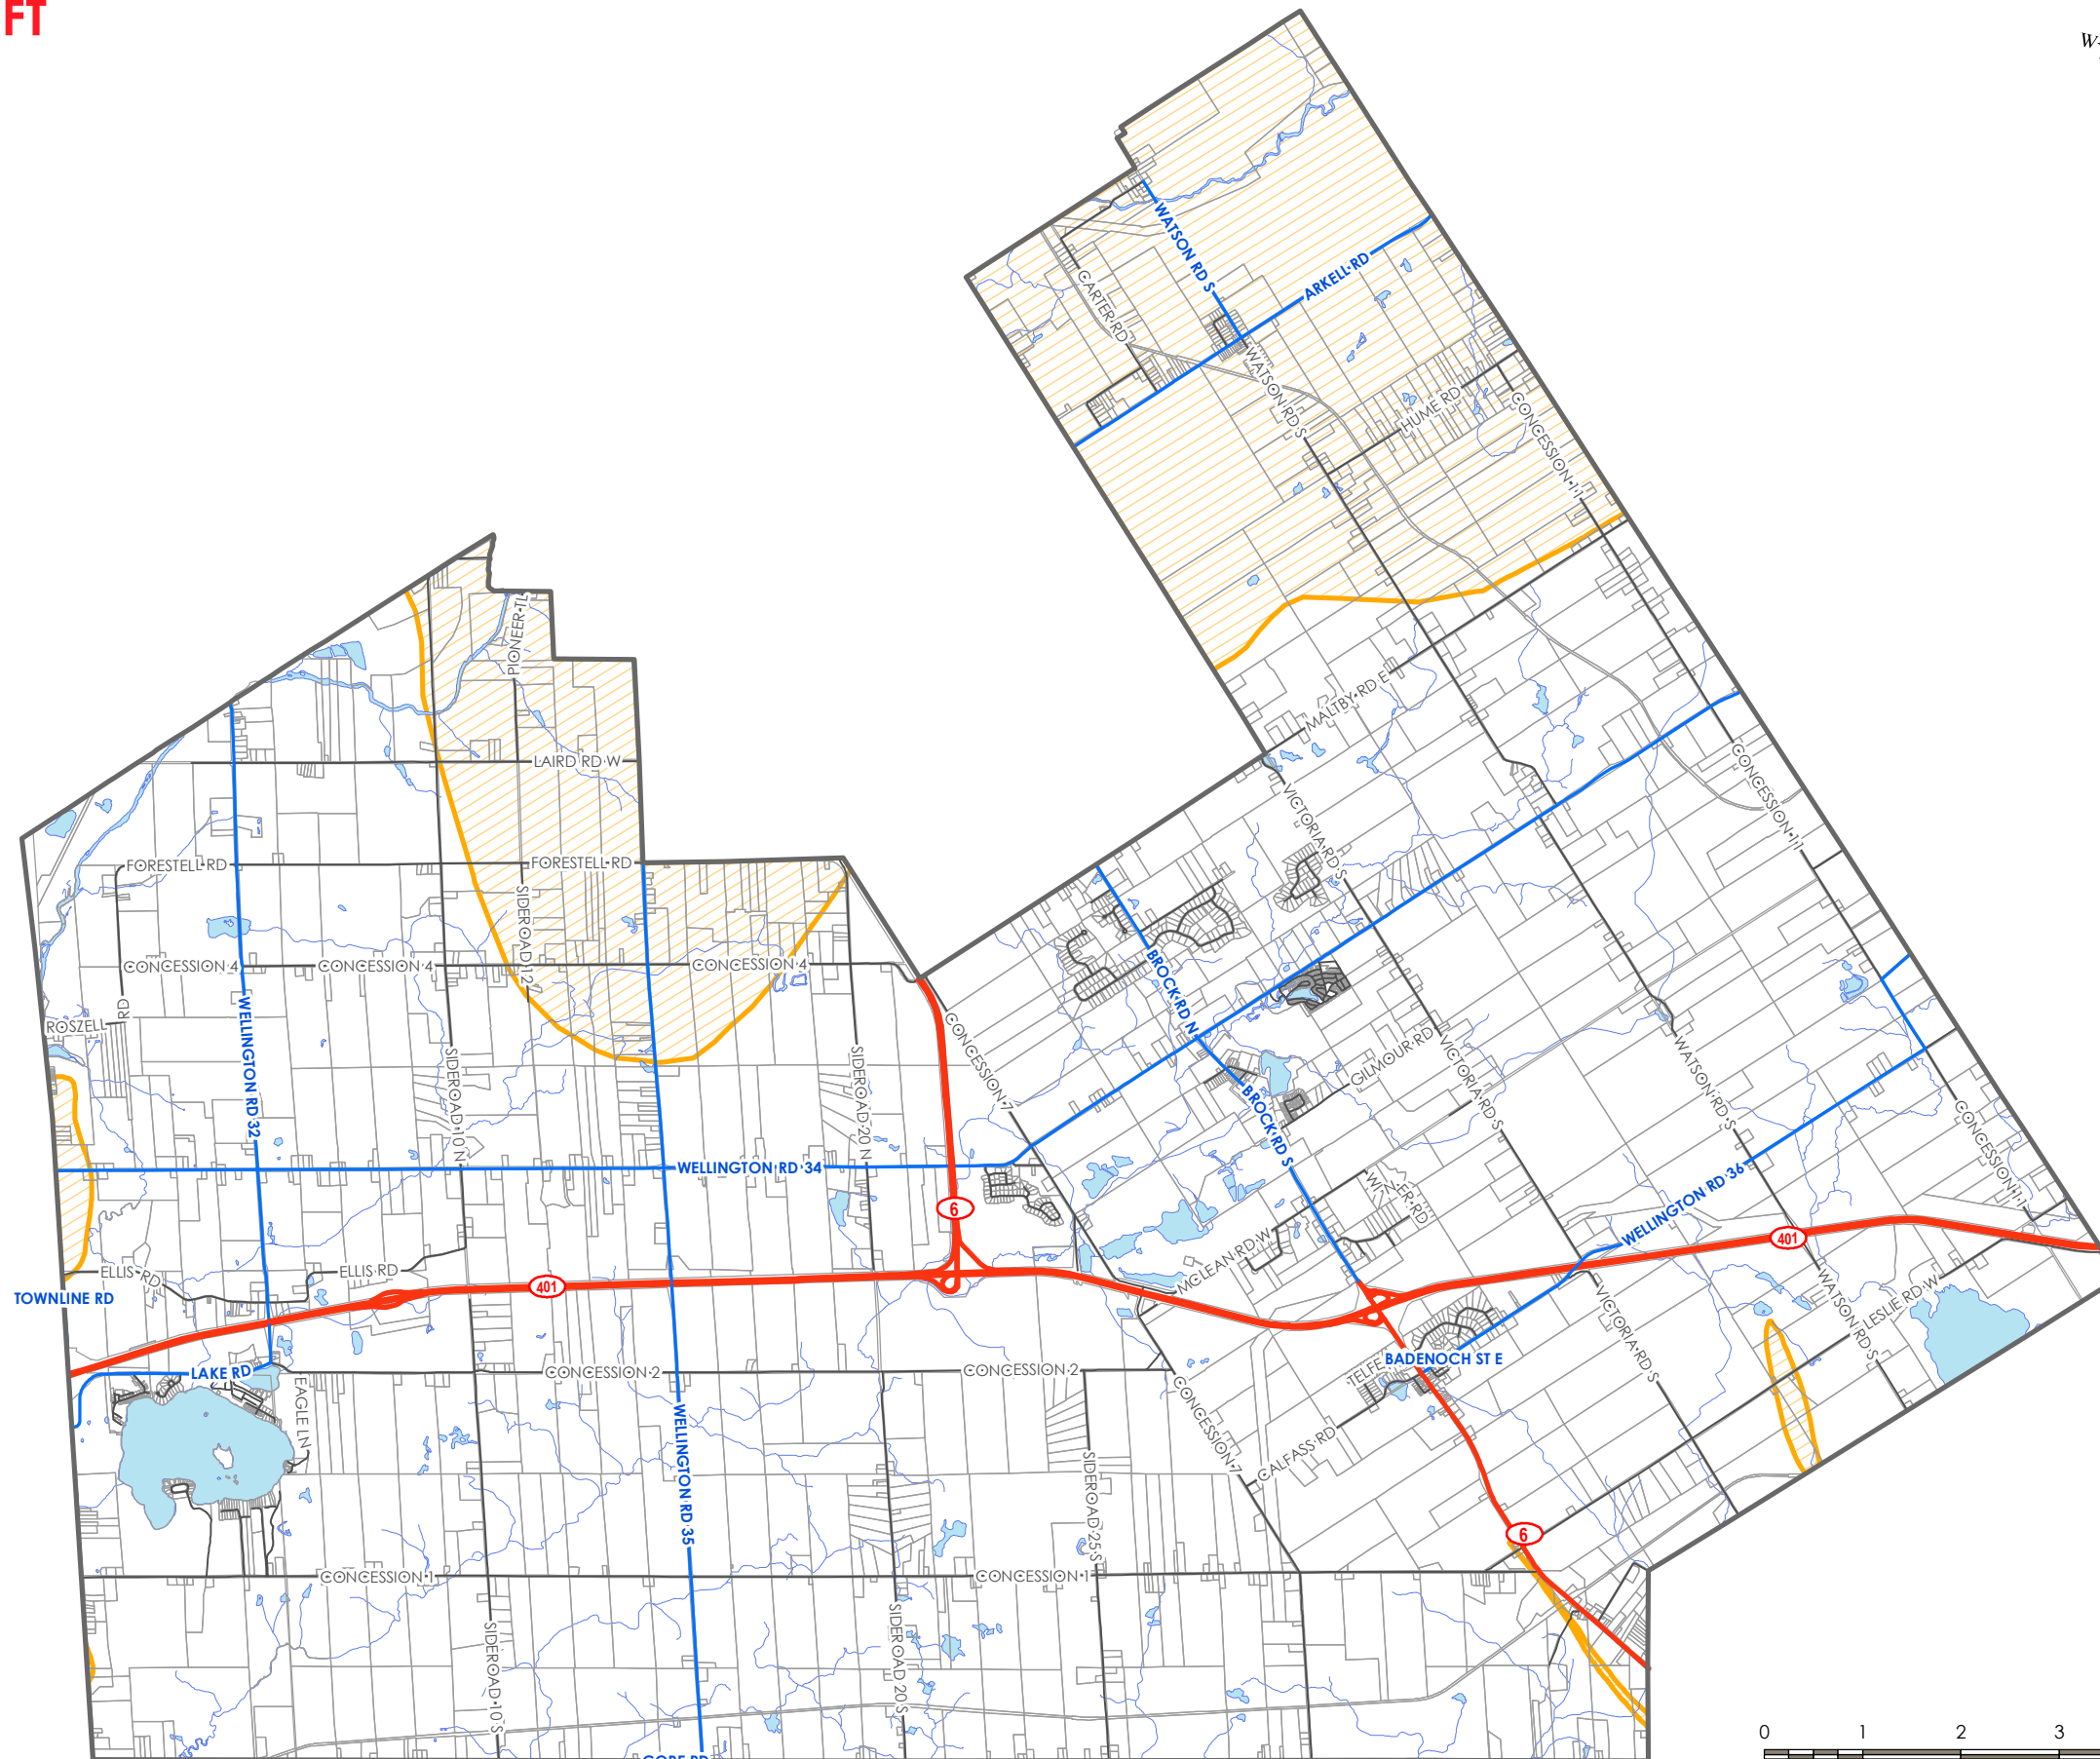 FT
W
WATSON RD S
ARKELL RD
CARTER RD
WATSON RD S
HUME RD
CONCESSION 11
PIONEER TL
MALTBY RD E
LAIRD RD W
CONCESSION 11
VICTORIA RD S
FORESTELL RD
FORESTELL RD
SIDEROAD 12
CONCESSION 4
CONCESSION 4
CONCESSION 4
BROCK RD N
ROSZELL RD
WELLINGTON RD 32
CONCESSION 7
SIDEROAD 10 N
SIDEROAD 20 N
GILMOUR RD
VICTORIA RD S
WATSON RD S
BROCK RD S
CONCESSION 11
WELLINGTON RD 34
WINER RD
WELLINGTON RD 36
6
401
MCLEAN RD W
ELLIS RD
ELLIS RD
401
TOWNLINE RD
WATSON RD S
LESLIE RD W
VICTORIA RD S
LAKE RD
CONCESSION 2
CONCESSION 2
BADENOCH ST E
EAGLE LN
CONCESSION 7
WELLINGTON RD 35
CALFASS RD
SIDEROAD 25 S
6
CONCESSION 1
CONCESSION 1
SIDEROAD 10 S
SIDEROAD 20 S
0 1 2 3
GORE RD